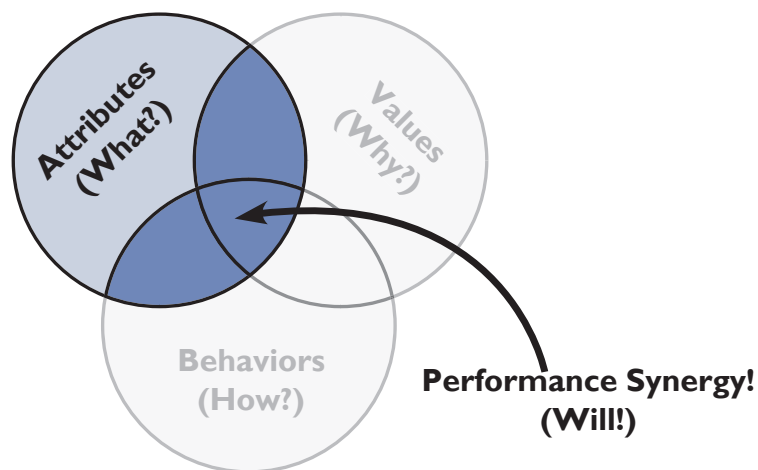 Attributes
(What?)
Values
(Why?)
Behaviors
(How?)
Performance Synergy!
(Will!)